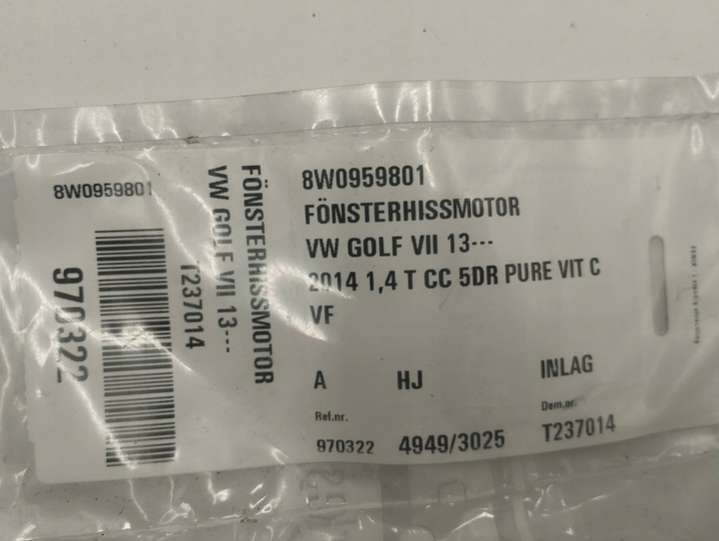 8W0959801
970322
T237014
VW GOLF VII 13---
FÖNSTERHISSMOTOR
8W0959801
FÖNSTERHISSMOTOR
VW GOLF VII 13---
2014 1,4 T CC 5DR PURE VIT C
VF
A HJ INLAG
Ref.nr. Dem.nr.
970322 4949/3025 T237014